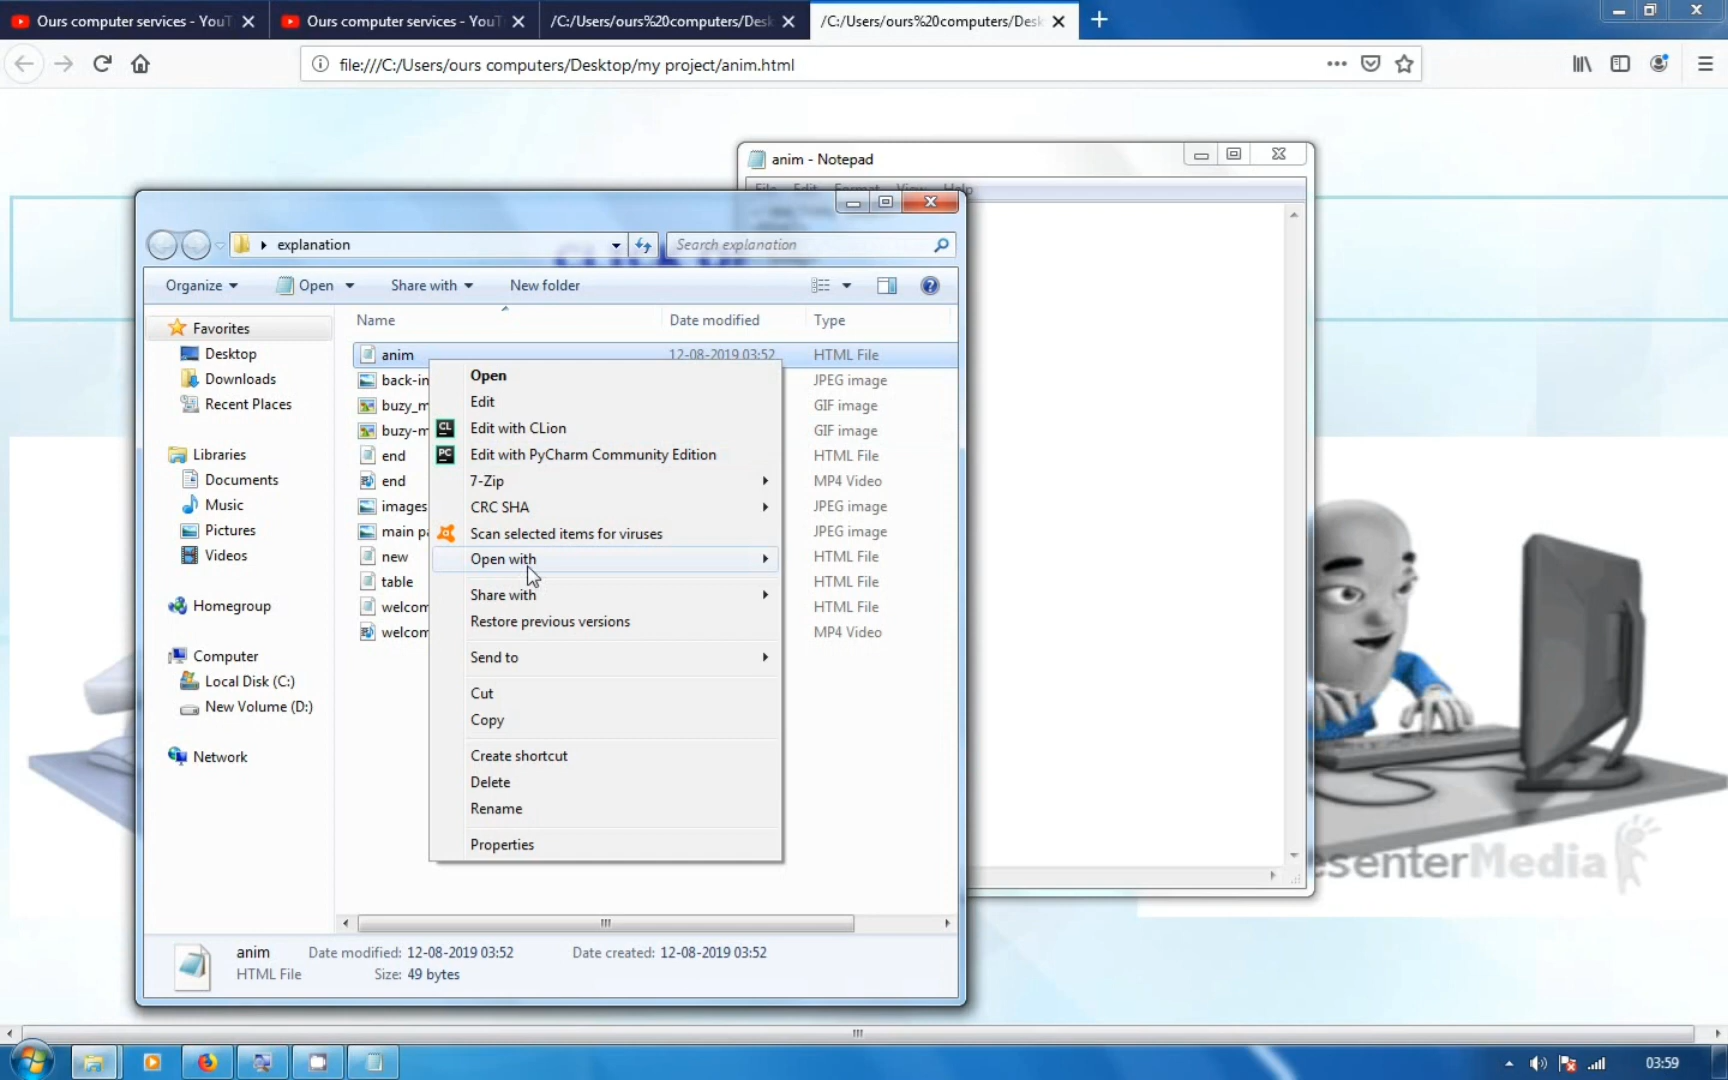 Ours computer services - YouT
Ours computer services - YouT
/C:/Users/ours%20computers/Desk
/C:/Users/ours%20computers/Desk
file:///C:/Users/ours computers/Desktop/my project/anim.html
anim - Notepad
File Edit Format View Help
explanation
Search explanation
CLICK OF
Organize
Open
Share with
New folder
Name
Date modified
Type
Favorites
Desktop
Downloads
Recent Places
Libraries
Documents
Music
Pictures
Videos
Homegroup
Computer
Local Disk (C:)
New Volume (D:)
Network
anim 12-08-2019 03:52 HTML File
back-in JPEG image
buzy_m GIF image
buzy-m GIF image
end HTML File
end MP4 Video
images JPEG image
main pa JPEG image
new HTML File
table HTML File
welcom HTML File
welcom MP4 Video
Open
Edit
CL Edit with CLion
PC Edit with PyCharm Community Edition
7-Zip
CRC SHA
Scan selected items for viruses
Open with
Share with
Restore previous versions
Send to
Cut
Copy
Create shortcut
Delete
Rename
Properties
esenterMedia
anim Date modified: 12-08-2019 03:52 Date created: 12-08-2019 03:52
HTML File Size: 49 bytes
03:59